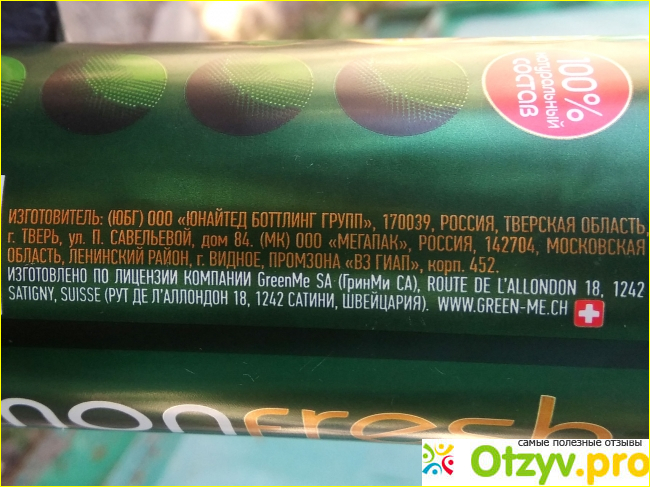 100%
НАТУРАЛЬНЫЙ
СОСТАВ
ИЗГОТОВИТЕЛЬ: (ЮБГ) ООО «ЮНАЙТЕД БОТТЛИНГ ГРУПП», 170039, РОССИЯ, ТВЕРСКАЯ ОБЛАСТЬ,
г. ТВЕРЬ, ул. П. САВЕЛЬЕВОЙ, дом 84. (МК) ООО «МЕГАПАК», РОССИЯ, 142704, МОСКОВСКАЯ
ОБЛАСТЬ, ЛЕНИНСКИЙ РАЙОН, г. ВИДНОЕ, ПРОМЗОНА «ВЗ ГИАП», корп. 452.
ИЗГОТОВЛЕНО ПО ЛИЦЕНЗИИ КОМПАНИИ GreenMe SA (ГринМи СА), ROUTE DE L'ALLONDON 18, 1242
SATIGNY, SUISSE (РУТ ДЕ Л'АЛЛОНДОН 18, 1242 САТИНИ, ШВЕЙЦАРИЯ). WWW.GREEN-ME.CH
monfresh
самые полезные отзывы
Otzyv.pro